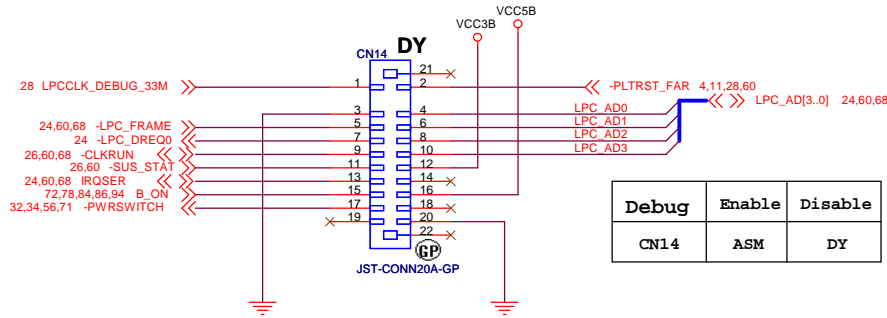 VCC5B
VCC3B
DY
CN14
21
28 LPCCLK_DEBUG_33M
1
2
-PLTRST_FAR 4,11,28,60
LPC_AD[3..0] 24,60,68
3
4
LPC_AD0
24,60,68 -LPC_FRAME
5
6
LPC_AD1
24 -LPC_DREQ0
7
8
LPC_AD2
26,60,68 -CLKRUN
9
10
LPC_AD3
26,60 -SUS_STAT
11
12
24,60,68 IRQSER
13
14
72,78,84,86,94 B_ON
15
16
32,34,56,71 -PWRSWITCH
17
18
19
20
22
GP
JST-CONN20A-GP
Debug Enable Disable
CN14 ASM DY